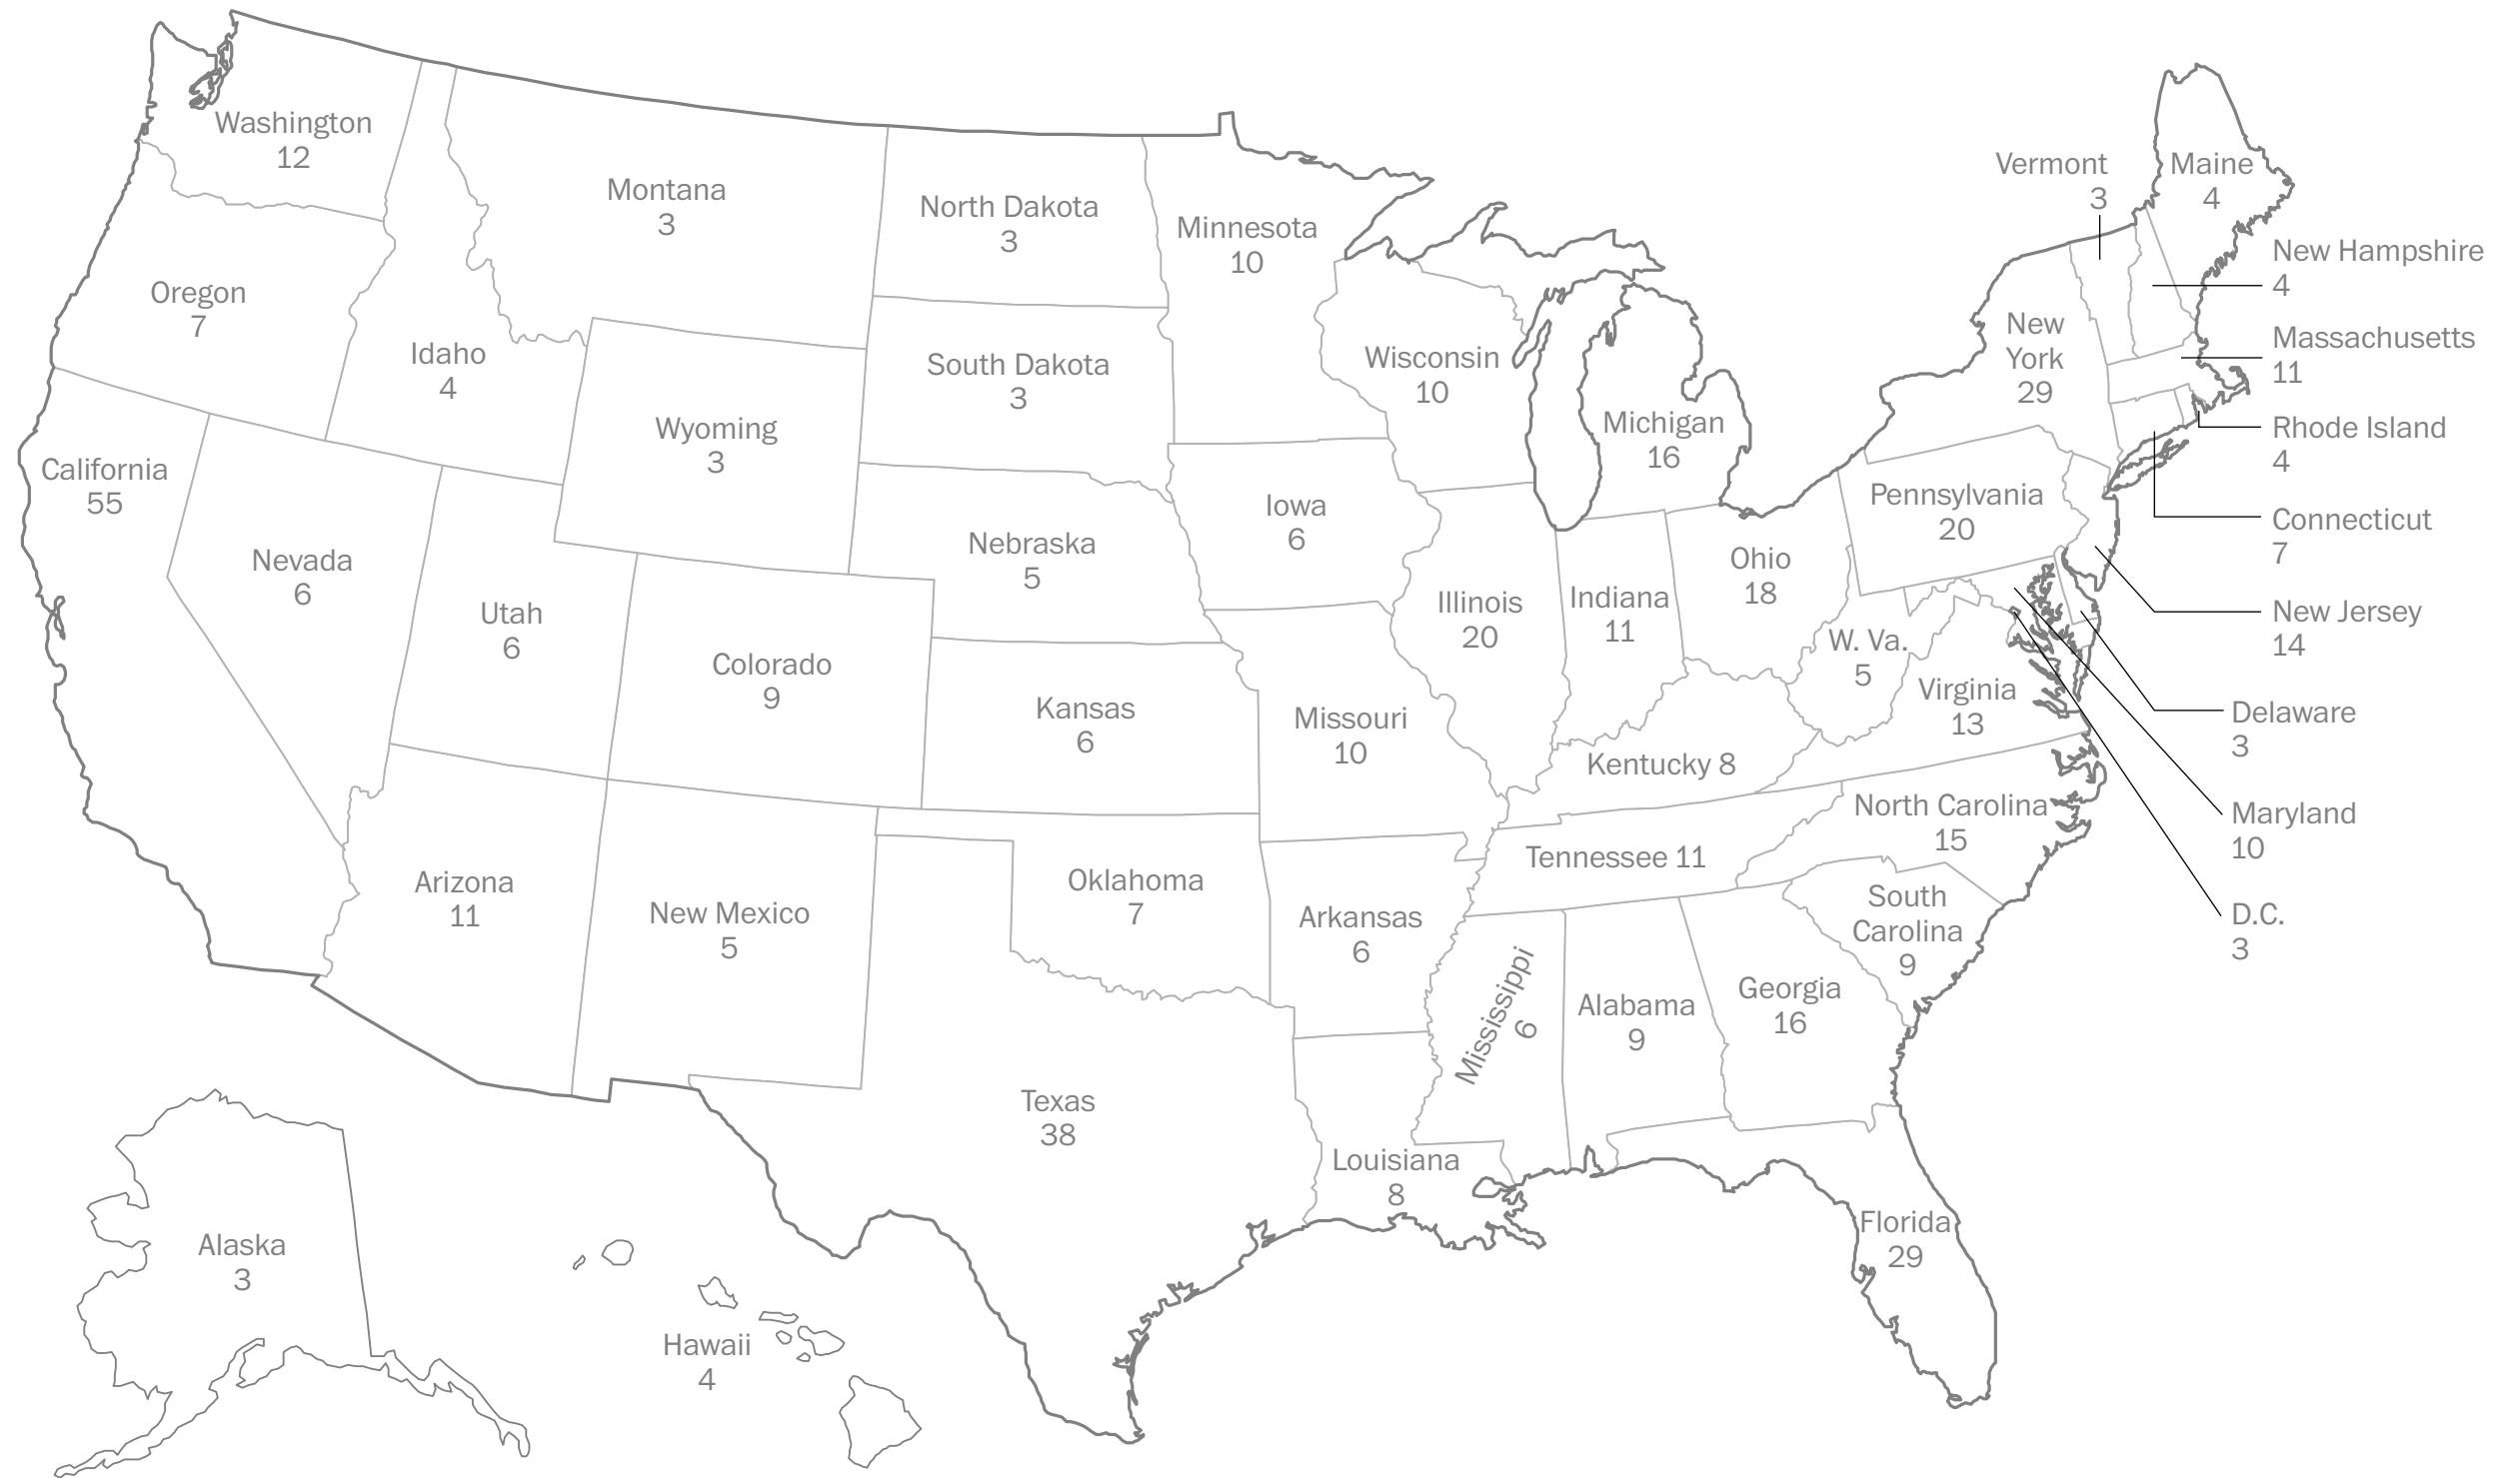 Washington
12
Oregon
7
California
55
Idaho
4
Nevada
6
Montana
3
Wyoming
3
Utah
6
Colorado
9
Arizona
11
New Mexico
5
North Dakota
3
South Dakota
3
Nebraska
5
Kansas
6
Oklahoma
7
Texas
38
Minnesota
10
Iowa
6
Missouri
10
Arkansas
6
Louisiana
8
Wisconsin
10
Illinois
20
Michigan
16
Indiana
11
Ohio
18
Kentucky 8
Tennessee 11
Mississippi
6
Alabama
9
Georgia
16
Florida
29
South
Carolina
9
North Carolina
15
Virginia
13
W. Va.
5
Pennsylvania
20
New
York
29
Vermont
3
Maine
4
New Hampshire
4
Massachusetts
11
Rhode Island
4
Connecticut
7
New Jersey
14
Delaware
3
Maryland
10
D.C.
3
Alaska
3
Hawaii
4